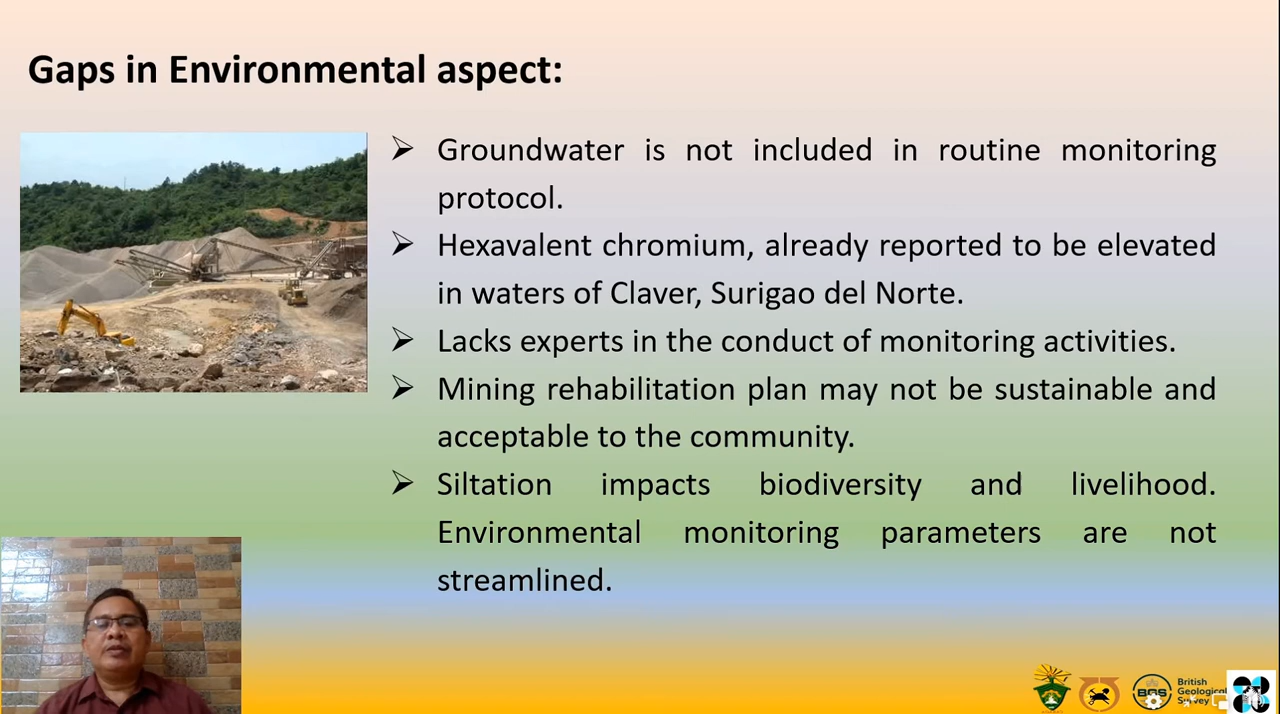 Gaps in Environmental aspect:
➢ Groundwater is not included in routine monitoring
protocol.
➢ Hexavalent chromium, already reported to be elevated
in waters of Claver, Surigao del Norte.
➢ Lacks experts in the conduct of monitoring activities.
➢ Mining rehabilitation plan may not be sustainable and
acceptable to the community.
➢ Siltation impacts biodiversity and livelihood.
Environmental monitoring parameters are not
streamlined.
BGS
British
Geological
Survey